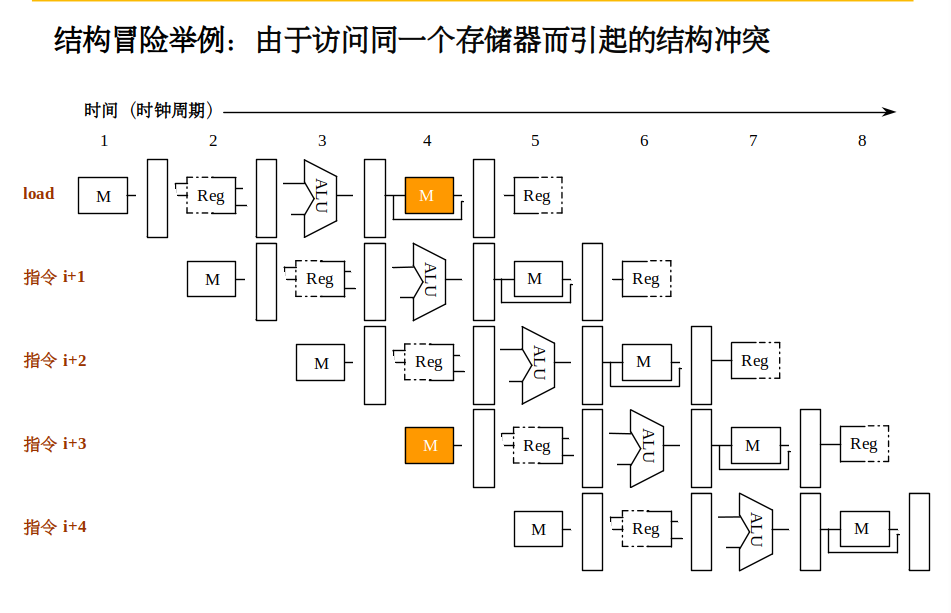 结构冒险举例：由于访问同一个存储器而引起的结构冲突
时间（时钟周期）
1 2 3 4 5 6 7 8
load M Reg ALU M Reg
指令 i+1 M Reg ALU M Reg
指令 i+2 M Reg ALU M Reg
指令 i+3 M Reg ALU M Reg
指令 i+4 M Reg ALU M